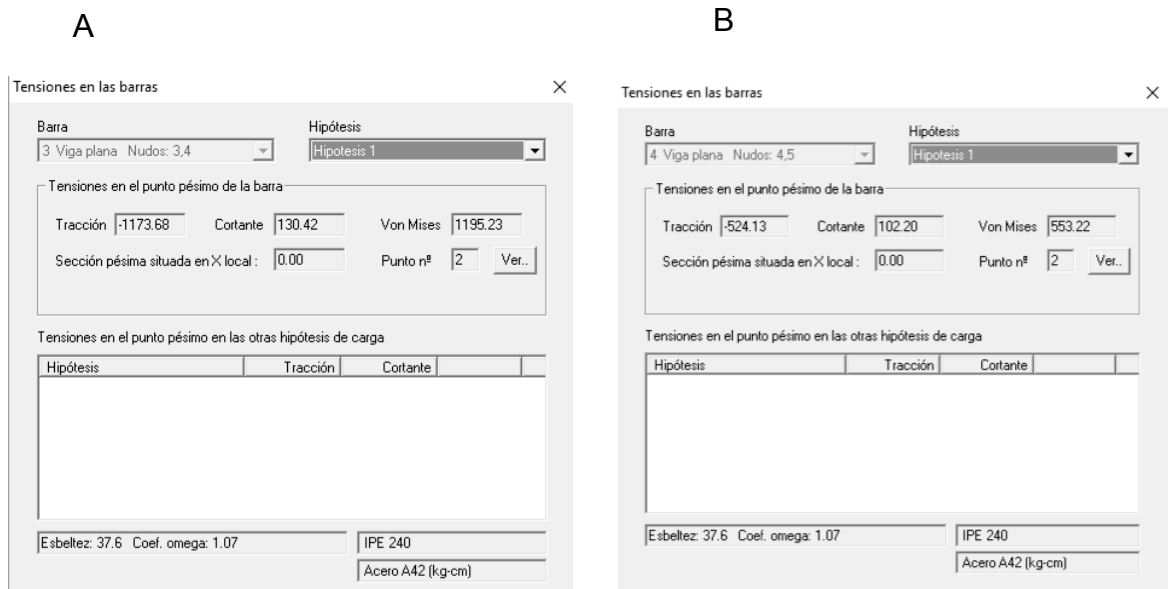 A
Tensiones en las barras
Barra
Hipótesis
3 Viga plana Nudos: 3,4
Hipotesis 1
Tensiones en el punto pésimo de la barra
Tracción -1173.68 Cortante 130.42 Von Mises 1195.23
Sección pésima situada en X local : 0.00 Punto nº 2 Ver..
Tensiones en el punto pésimo en las otras hipótesis de carga
Hipótesis Tracción Cortante
Esbeltez: 37.6 Coef. omega: 1.07
IPE 240
Acero A42 (kg-cm)
B
Tensiones en las barras
Barra
Hipótesis
4 Viga plana Nudos: 4,5
Hipotesis 1
Tensiones en el punto pésimo de la barra
Tracción -524.13 Cortante 102.20 Von Mises 553.22
Sección pésima situada en X local : 0.00 Punto nº 2 Ver..
Tensiones en el punto pésimo en las otras hipótesis de carga
Hipótesis Tracción Cortante
Esbeltez: 37.6 Coef. omega: 1.07
IPE 240
Acero A42 (kg-cm)